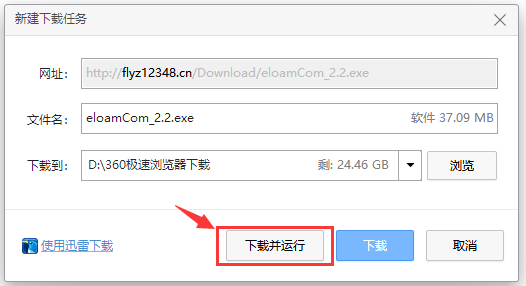 新建下载任务
网址： http://flyz12348.cn/Download/eloamCom_2.2.exe
文件名： eloamCom_2.2.exe 软件 37.09 MB
下载到： D:\360极速浏览器下载 剩: 24.46 GB 浏览
使用迅雷下载 下载并运行 下载 取消